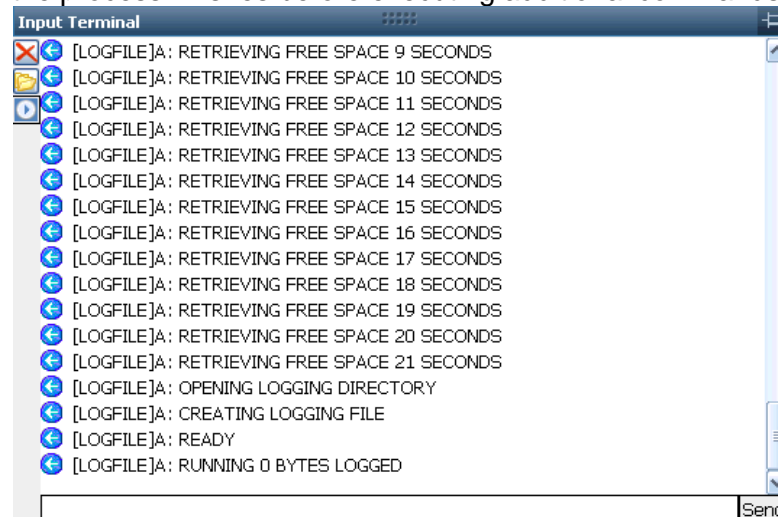 Input Terminal
[LOGFILE]A: RETRIEVING FREE SPACE 9 SECONDS
[LOGFILE]A: RETRIEVING FREE SPACE 10 SECONDS
[LOGFILE]A: RETRIEVING FREE SPACE 11 SECONDS
[LOGFILE]A: RETRIEVING FREE SPACE 12 SECONDS
[LOGFILE]A: RETRIEVING FREE SPACE 13 SECONDS
[LOGFILE]A: RETRIEVING FREE SPACE 14 SECONDS
[LOGFILE]A: RETRIEVING FREE SPACE 15 SECONDS
[LOGFILE]A: RETRIEVING FREE SPACE 16 SECONDS
[LOGFILE]A: RETRIEVING FREE SPACE 17 SECONDS
[LOGFILE]A: RETRIEVING FREE SPACE 18 SECONDS
[LOGFILE]A: RETRIEVING FREE SPACE 19 SECONDS
[LOGFILE]A: RETRIEVING FREE SPACE 20 SECONDS
[LOGFILE]A: RETRIEVING FREE SPACE 21 SECONDS
[LOGFILE]A: OPENING LOGGING DIRECTORY
[LOGFILE]A: CREATING LOGGING FILE
[LOGFILE]A: READY
[LOGFILE]A: RUNNING 0 BYTES LOGGED
Send